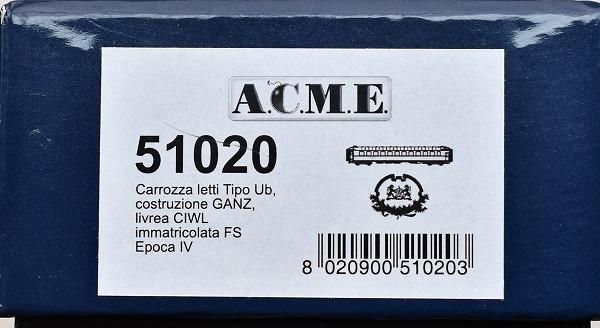 A.C.M.E.
51020
Carrozza letti Tipo Ub,
costruzione GANZ,
livrea CIWL
immatricolata FS
Epoca IV
8 020900 510203